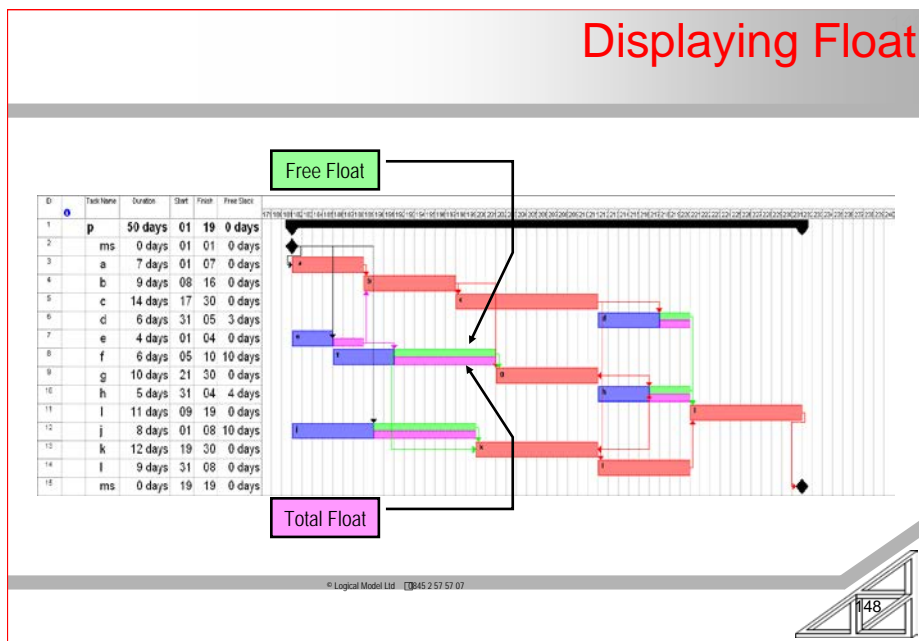 Displaying Float
Free Float
ID Task Name Duration Start Finish Free Slack
1 p 50 days 01 19 0 days
2 ms 0 days 01 01 0 days
3 a 7 days 01 07 0 days
4 b 9 days 08 16 0 days
5 c 14 days 17 30 0 days
6 d 6 days 31 05 3 days
7 e 4 days 01 04 0 days
8 f 6 days 05 10 10 days
9 g 10 days 21 30 0 days
10 h 5 days 31 04 4 days
11 I 11 days 09 19 0 days
12 j 8 days 01 08 10 days
13 k 12 days 19 30 0 days
14 l 9 days 31 08 0 days
15 ms 0 days 19 19 0 days
Total Float
© Logical Model Ltd 0845 2 57 57 07
148